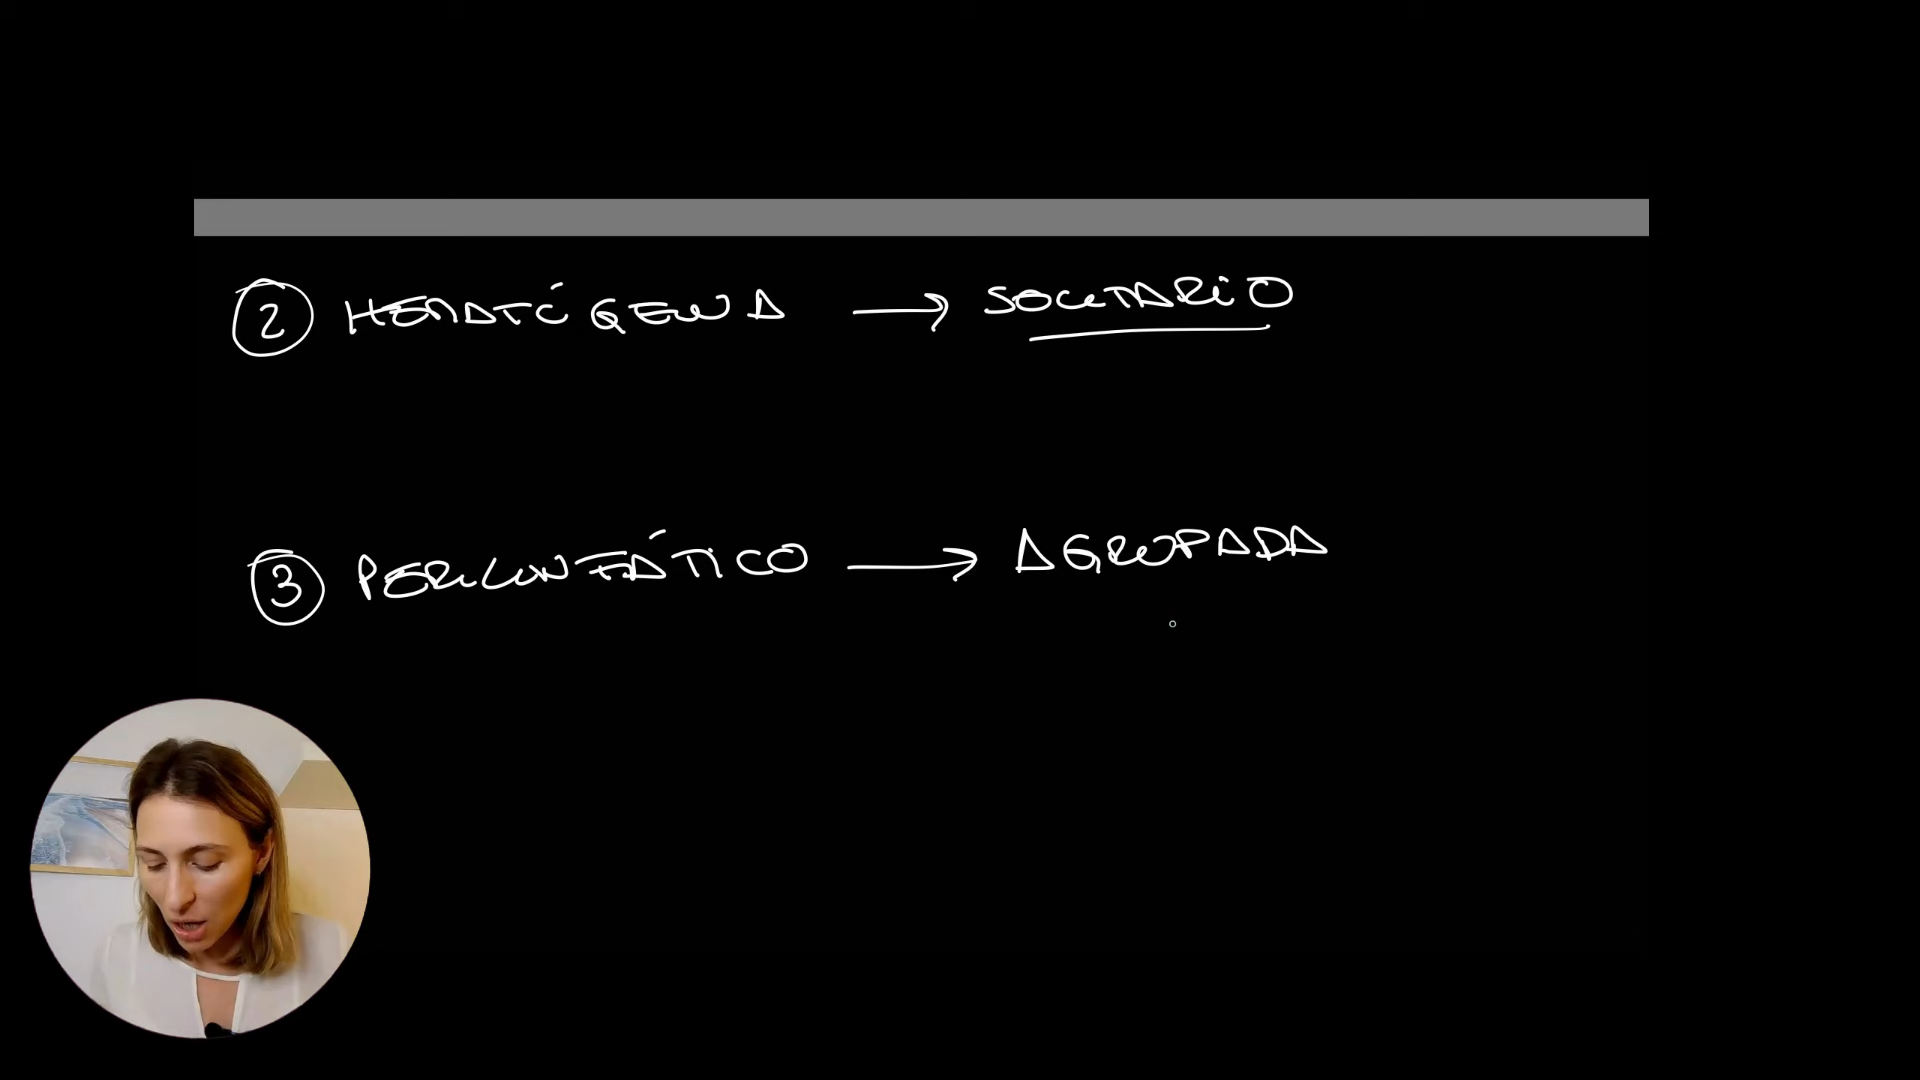 2 HEMATÓGENA → SOLITÁRIO
3 PERILINFÁTICO → AGRUPADA